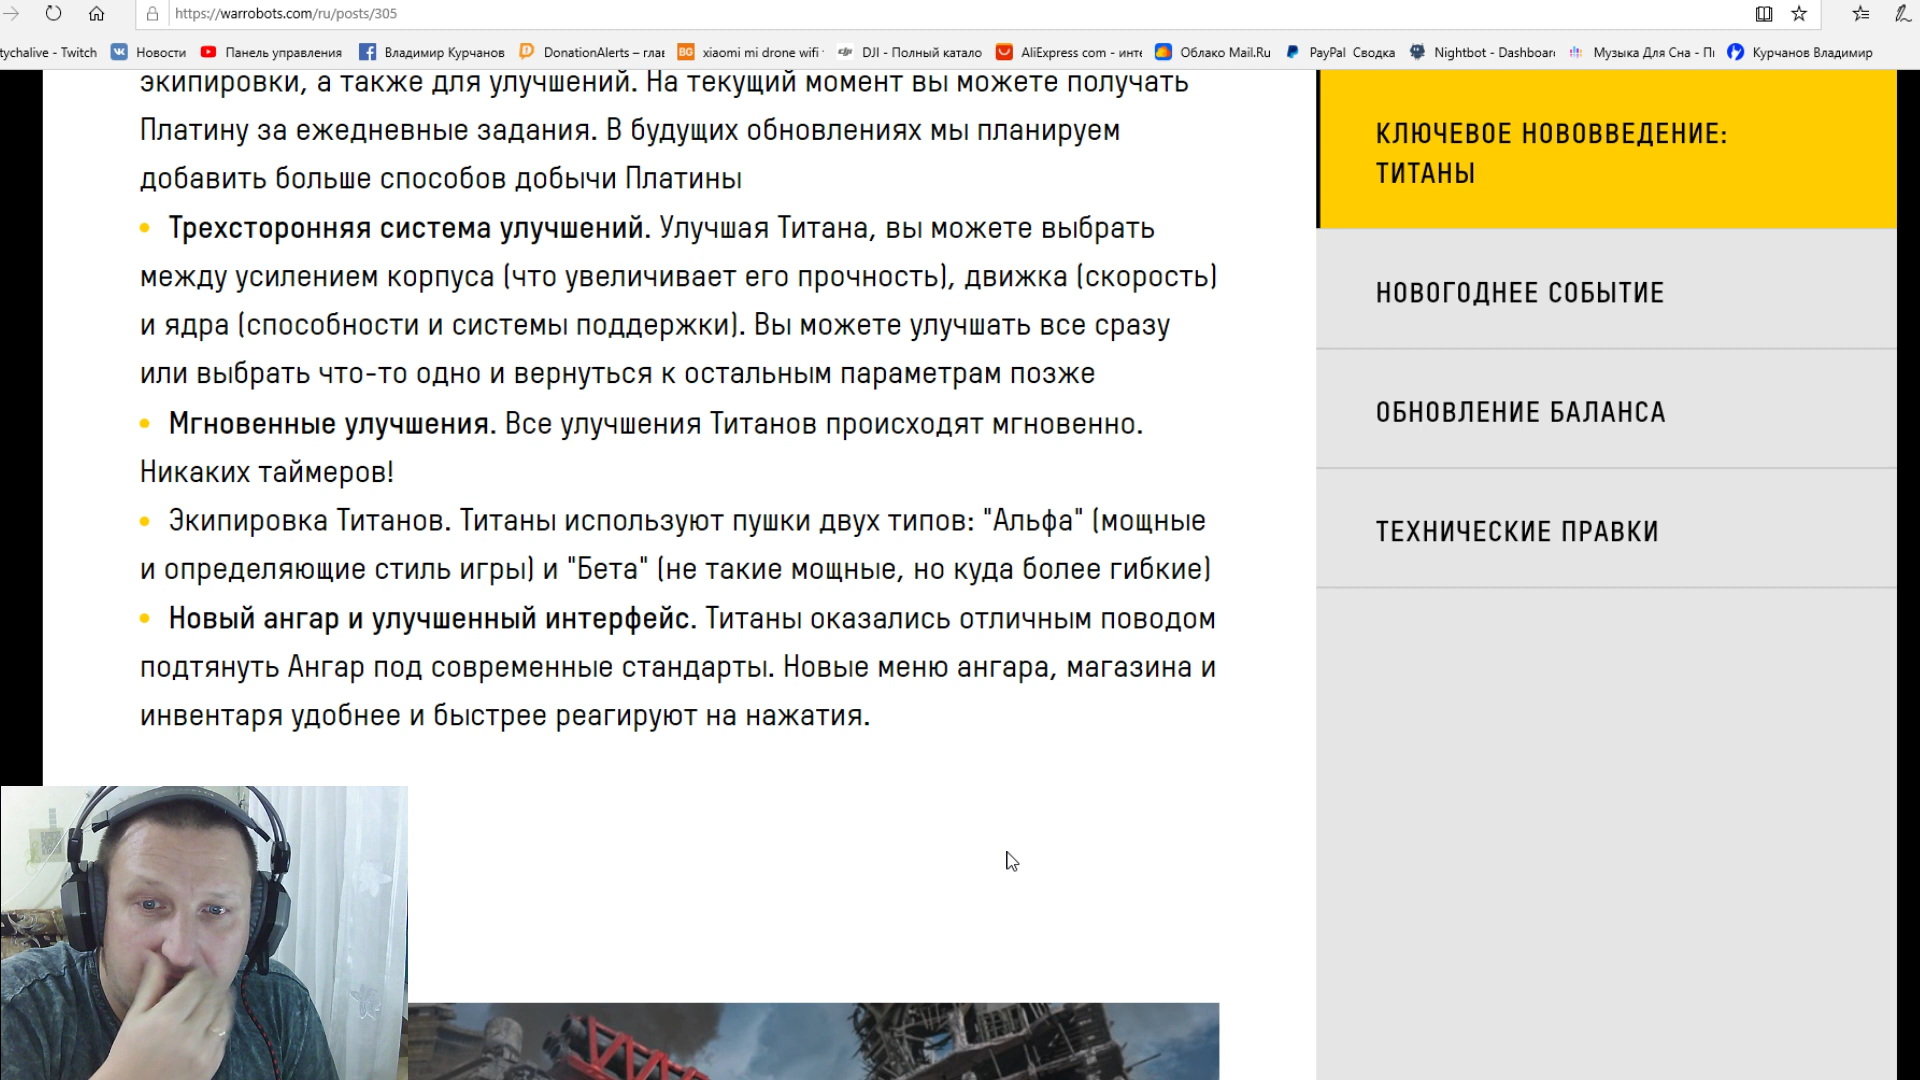 https://warrobots.com/ru/posts/305
tychalive - Twitch Новости Панель управления Владимир Курчанов DonationAlerts – глав xiaomi mi drone wifi DJI - Полный катало AliExpress com - инте Облако Mail.Ru PayPal Сводка Nightbot - Dashboard Музыка Для Сна - Пі Курчанов Владимир
экипировки, а также для улучшений. На текущий момент вы можете получать
Платину за ежедневные задания. В будущих обновлениях мы планируем
добавить больше способов добычи Платины
• Трехсторонняя система улучшений. Улучшая Титана, вы можете выбрать
между усилением корпуса (что увеличивает его прочность), движка (скорость)
и ядра (способности и системы поддержки). Вы можете улучшать все сразу
или выбрать что-то одно и вернуться к остальным параметрам позже
• Мгновенные улучшения. Все улучшения Титанов происходят мгновенно.
Никаких таймеров!
• Экипировка Титанов. Титаны используют пушки двух типов: "Альфа" (мощные
и определяющие стиль игры) и "Бета" (не такие мощные, но куда более гибкие)
• Новый ангар и улучшенный интерфейс. Титаны оказались отличным поводом
подтянуть Ангар под современные стандарты. Новые меню ангара, магазина и
инвентаря удобнее и быстрее реагируют на нажатия.
КЛЮЧЕВОЕ НОВОВВЕДЕНИЕ:
ТИТАНЫ
НОВОГОДНЕЕ СОБЫТИЕ
ОБНОВЛЕНИЕ БАЛАНСА
ТЕХНИЧЕСКИЕ ПРАВКИ